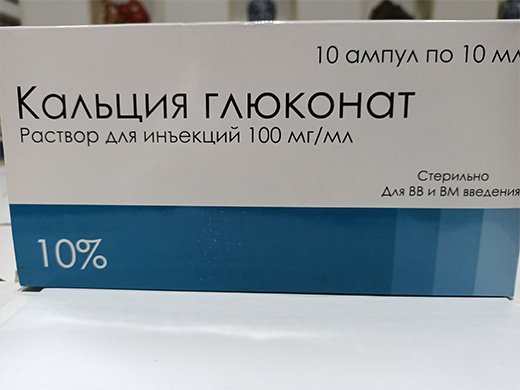 10 ампул по 10 мл
Кальция глюконат
Раствор для инъекций 100 мг/мл
Стерильно
Для ВВ и ВМ введения
10%